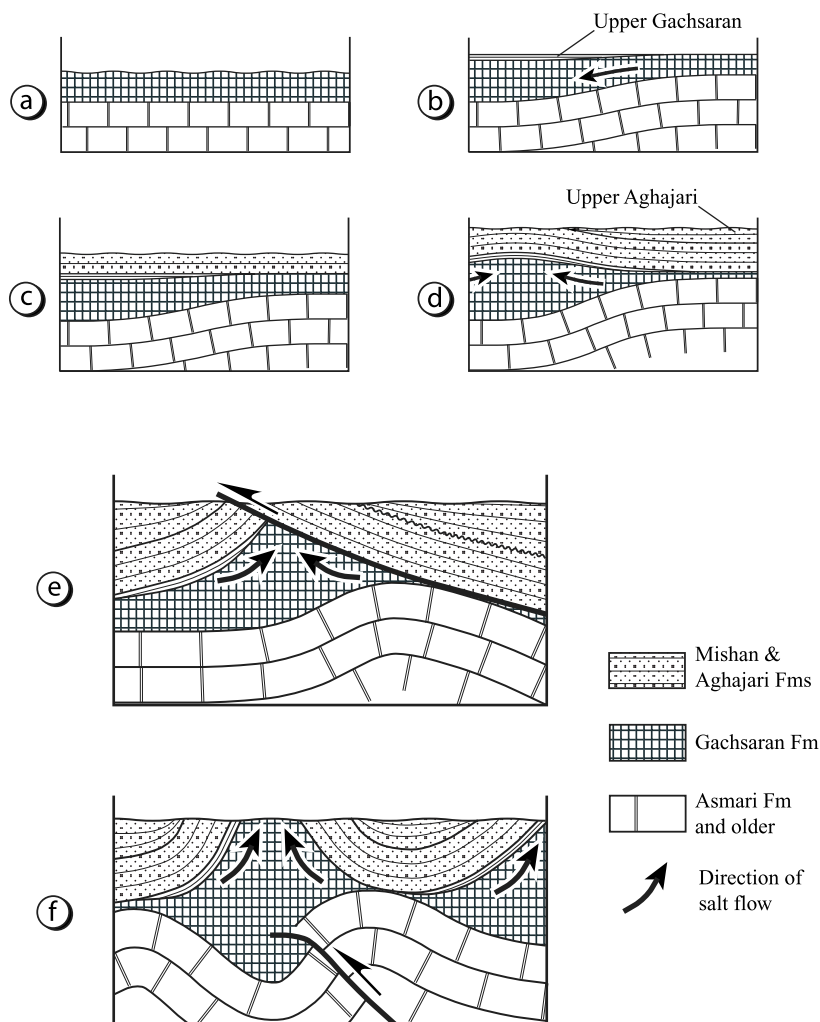 Upper Gachsaran
a
b
Upper Aghajari
c
d
e
Mishan &
Aghajari Fms
Gachsaran Fm
Asmari Fm
and older
Direction of
salt flow
f